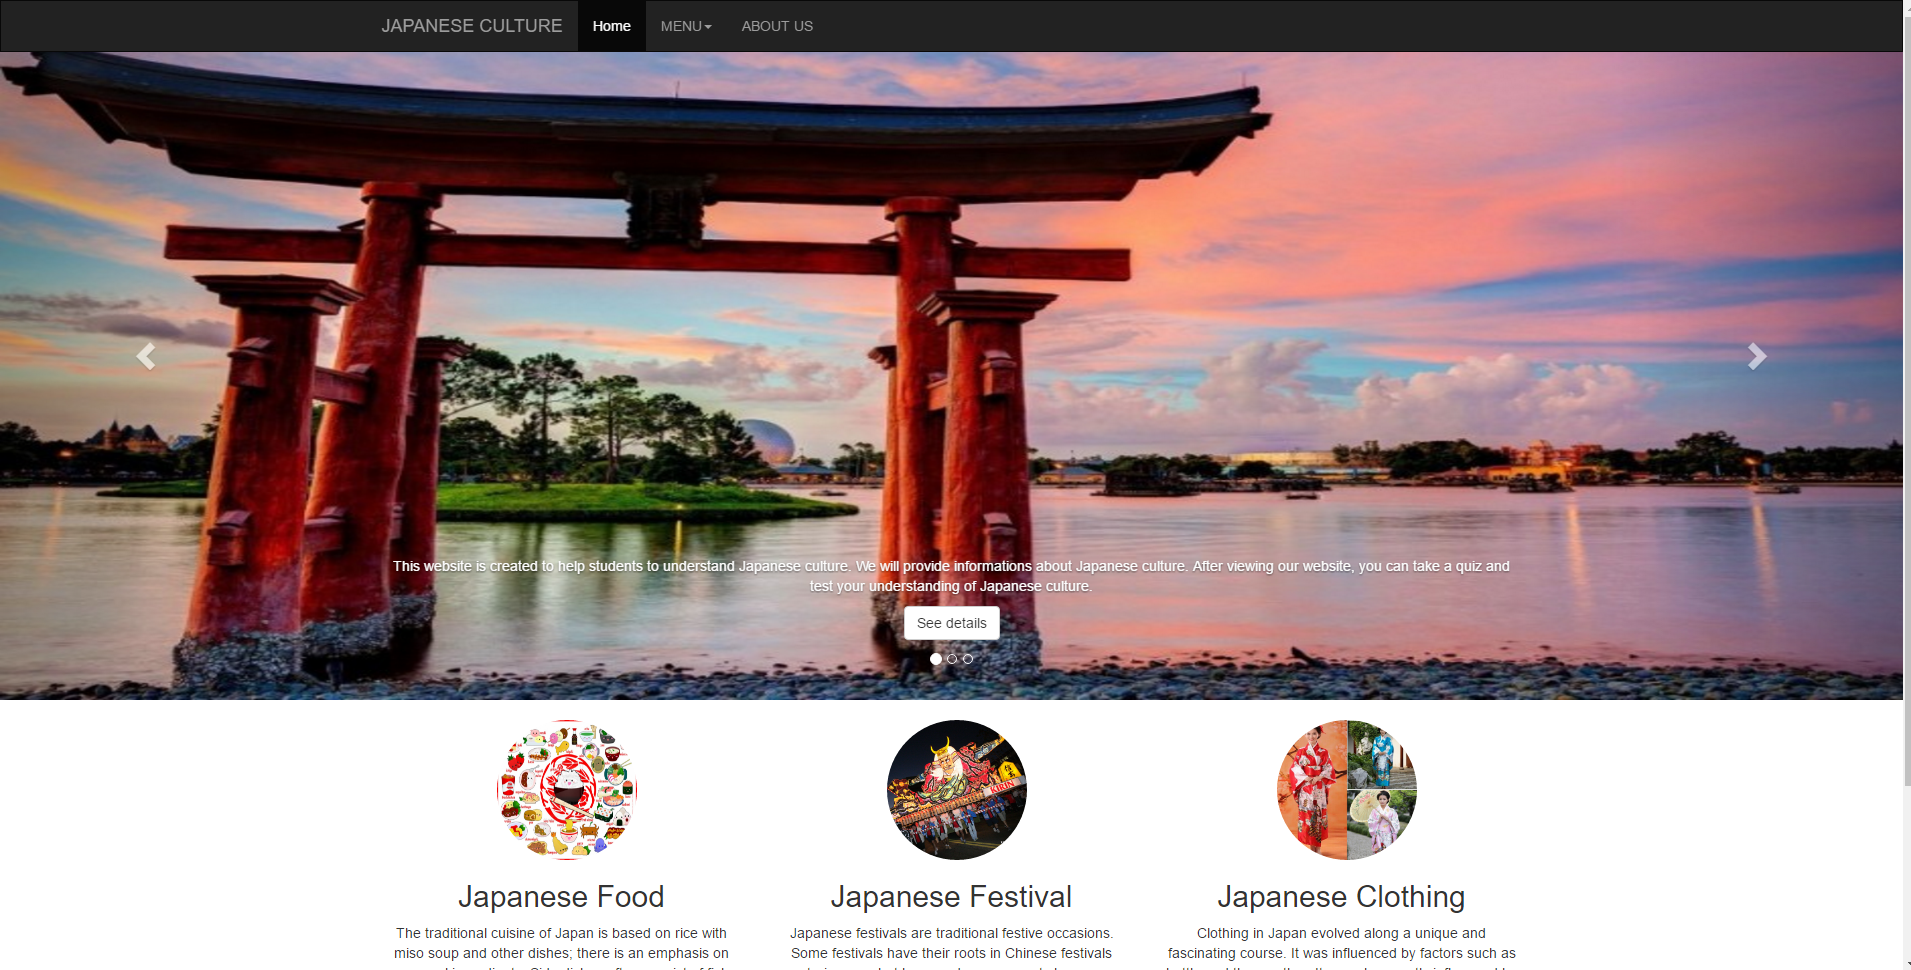 JAPANESE CULTURE Home MENU ABOUT US
This website is created to help students to understand Japanese culture. We will provide informations about Japanese culture. After viewing our website, you can take a quiz and
test your understanding of Japanese culture.
See details
KIRIN
Japanese Food
The traditional cuisine of Japan is based on rice with
miso soup and other dishes; there is an emphasis on
Japanese Festival
Japanese festivals are traditional festive occasions.
Some festivals have their roots in Chinese festivals
Japanese Clothing
Clothing in Japan evolved along a unique and
fascinating course. It was influenced by factors such as